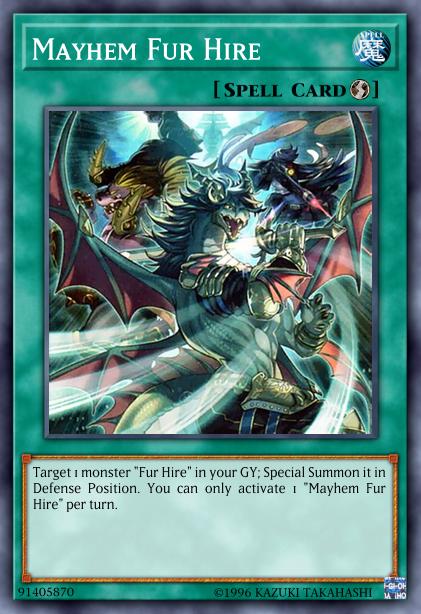 Mayhem Fur Hire
SPELL
魔
[Spell Card]
Target 1 monster "Fur Hire" in your GY; Special Summon it in
Defense Position. You can only activate 1 "Mayhem Fur
Hire" per turn.
91405870
©1996 KAZUKI TAKAHASHI